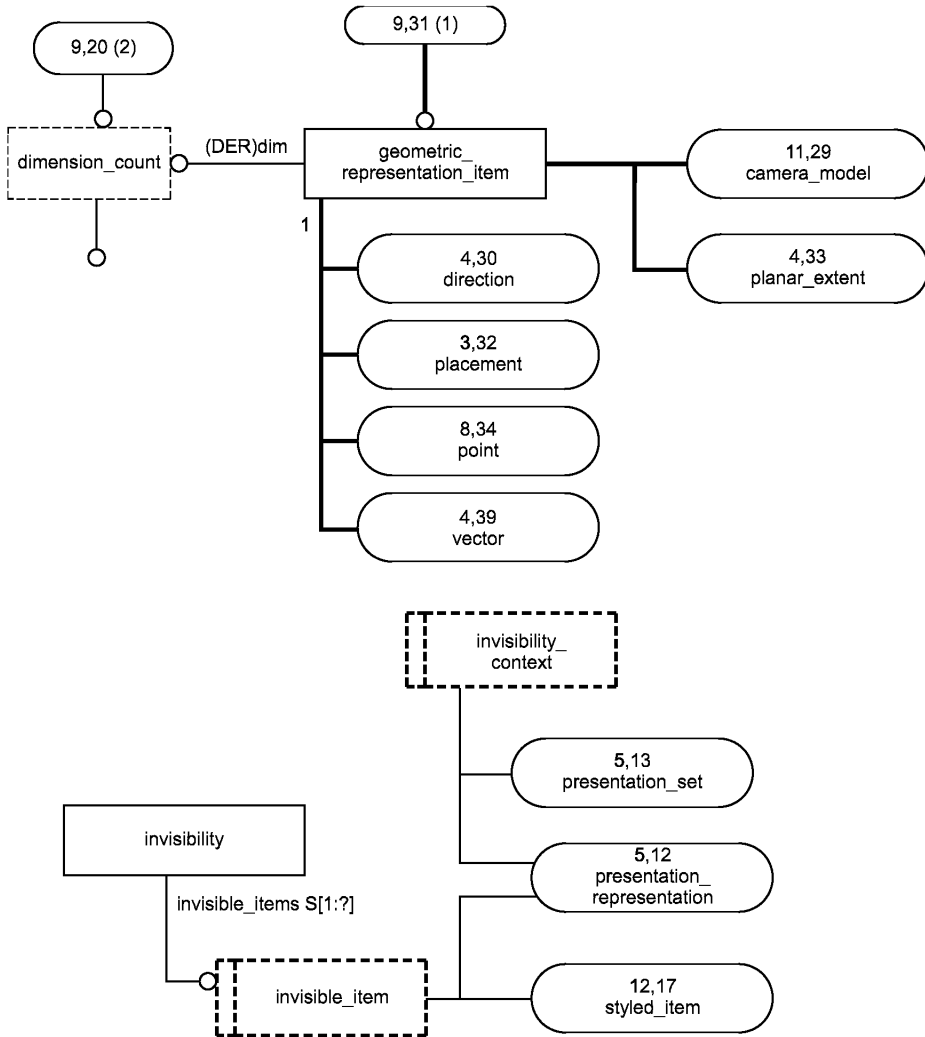 9,20 (2)
9,31 (1)
dimension_count
(DER)dim
geometric_
representation_item
11,29
camera_model
1
4,30
direction
4,33
planar_extent
3,32
placement
8,34
point
4,39
vector
invisibility_
context
5,13
presentation_set
invisibility
5,12
presentation_
representation
invisible_items S[1:?]
invisible_item
12,17
styled_item